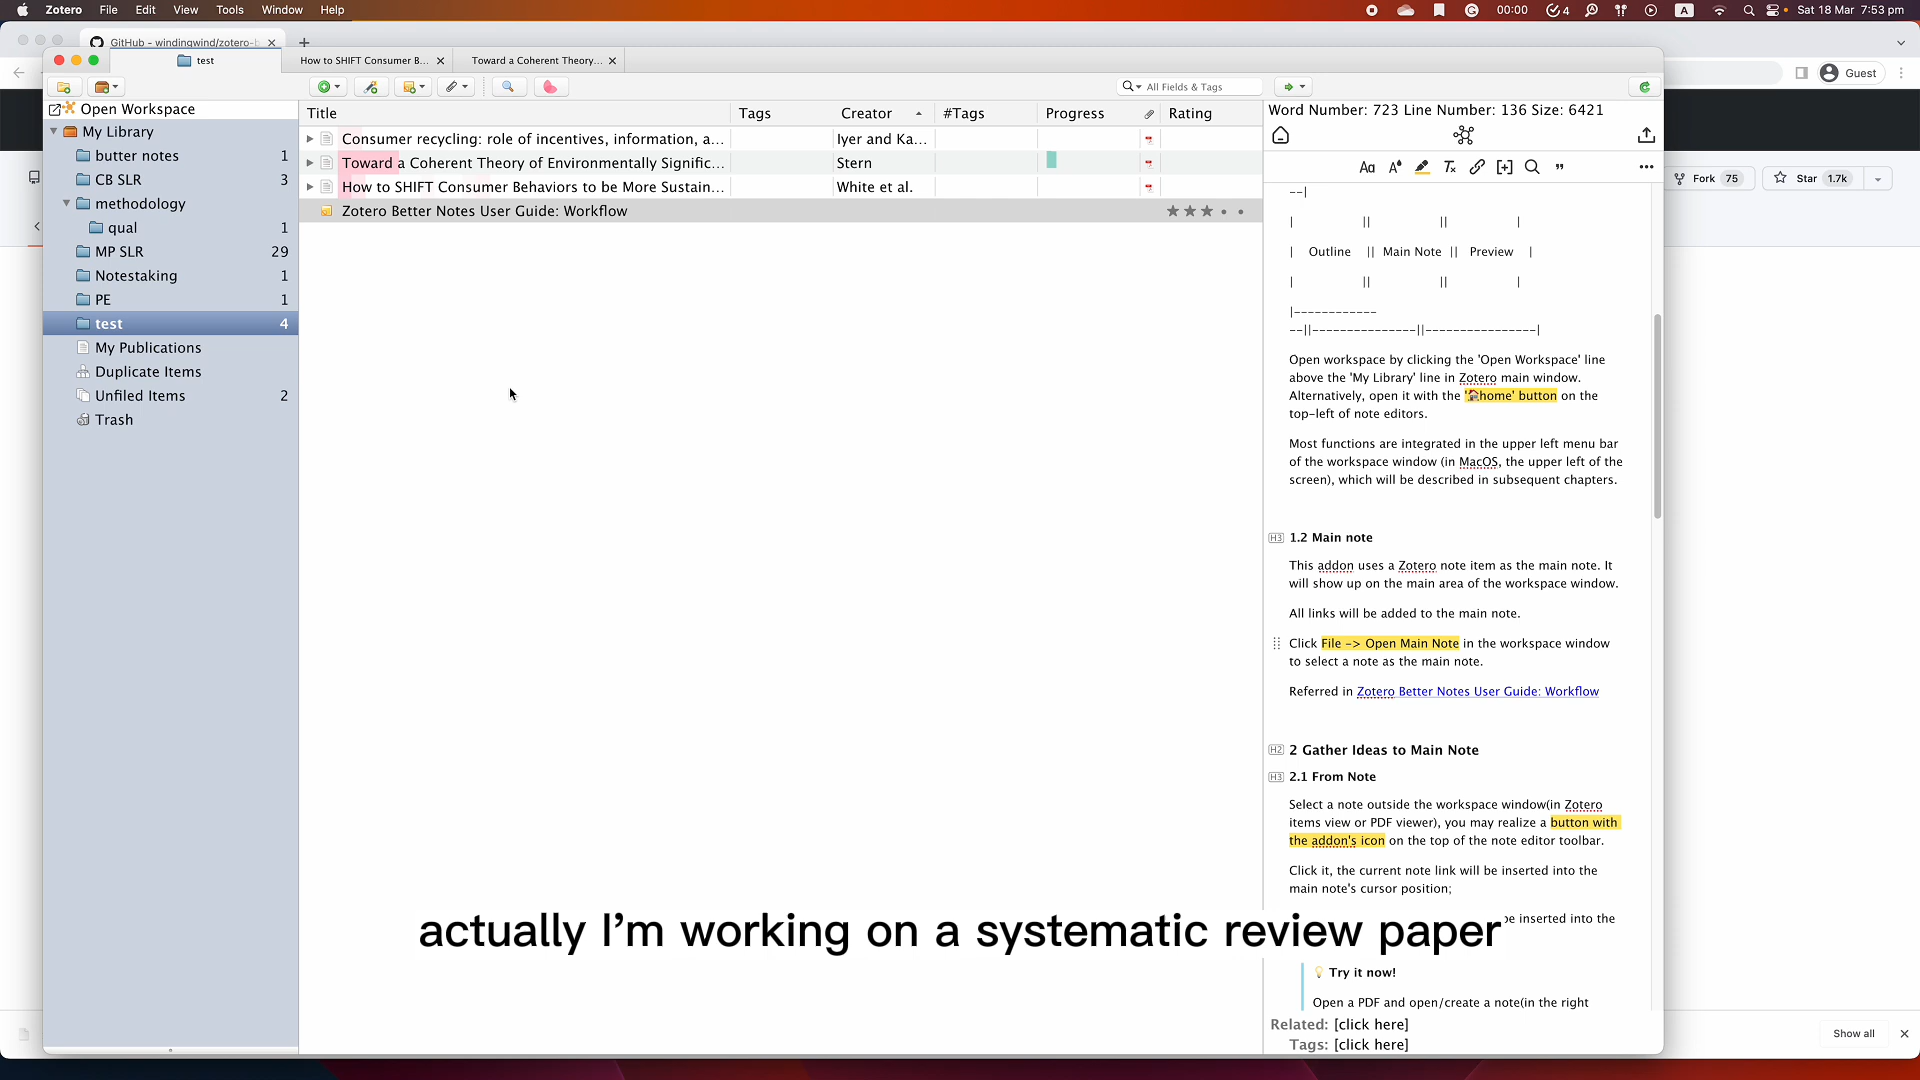 Zotero File Edit View Tools Window Help
00:00 4 A Sat 18 Mar 7:53 pm
GitHub - windingwind/zotero-b
test How to SHIFT Consumer B... Toward a Coherent Theory...
All Fields & Tags
Guest
Open Workspace
My Library
butter notes 1
CB SLR 3
methodology
qual 1
MP SLR 29
Notestaking 1
PE 1
test 4
My Publications
Duplicate Items
Unfiled Items 2
Trash
Title Tags Creator #Tags Progress Rating
Consumer recycling: role of incentives, information, a... Iyer and Ka...
Toward a Coherent Theory of Environmentally Signific... Stern
How to SHIFT Consumer Behaviors to be More Sustain... White et al.
Zotero Better Notes User Guide: Workflow ★ ★ ★ • •
Word Number: 723 Line Number: 136 Size: 6421
Fork 75 Star 1.7k
--|
| || || |
| Outline || Main Note || Preview |
| || || |
|------------
--||---------------||----------------|
Open workspace by clicking the 'Open Workspace' line
above the 'My Library' line in Zotero main window.
Alternatively, open it with the '🏠home' button on the
top-left of note editors.
Most functions are integrated in the upper left menu bar
of the workspace window (in MacOS, the upper left of the
screen), which will be described in subsequent chapters.
H3 1.2 Main note
This addon uses a Zotero note item as the main note. It
will show up on the main area of the workspace window.
All links will be added to the main note.
Click File -> Open Main Note in the workspace window
to select a note as the main note.
Referred in Zotero Better Notes User Guide: Workflow
H2 2 Gather Ideas to Main Note
H3 2.1 From Note
Select a note outside the workspace window(in Zotero
items view or PDF viewer), you may realize a button with
the addon's icon on the top of the note editor toolbar.
Click it, the current note link will be inserted into the
main note's cursor position;
be inserted into the
actually I'm working on a systematic review paper
💡 Try it now!
Open a PDF and open/create a note(in the right
Related: [click here]
Tags: [click here]
Show all